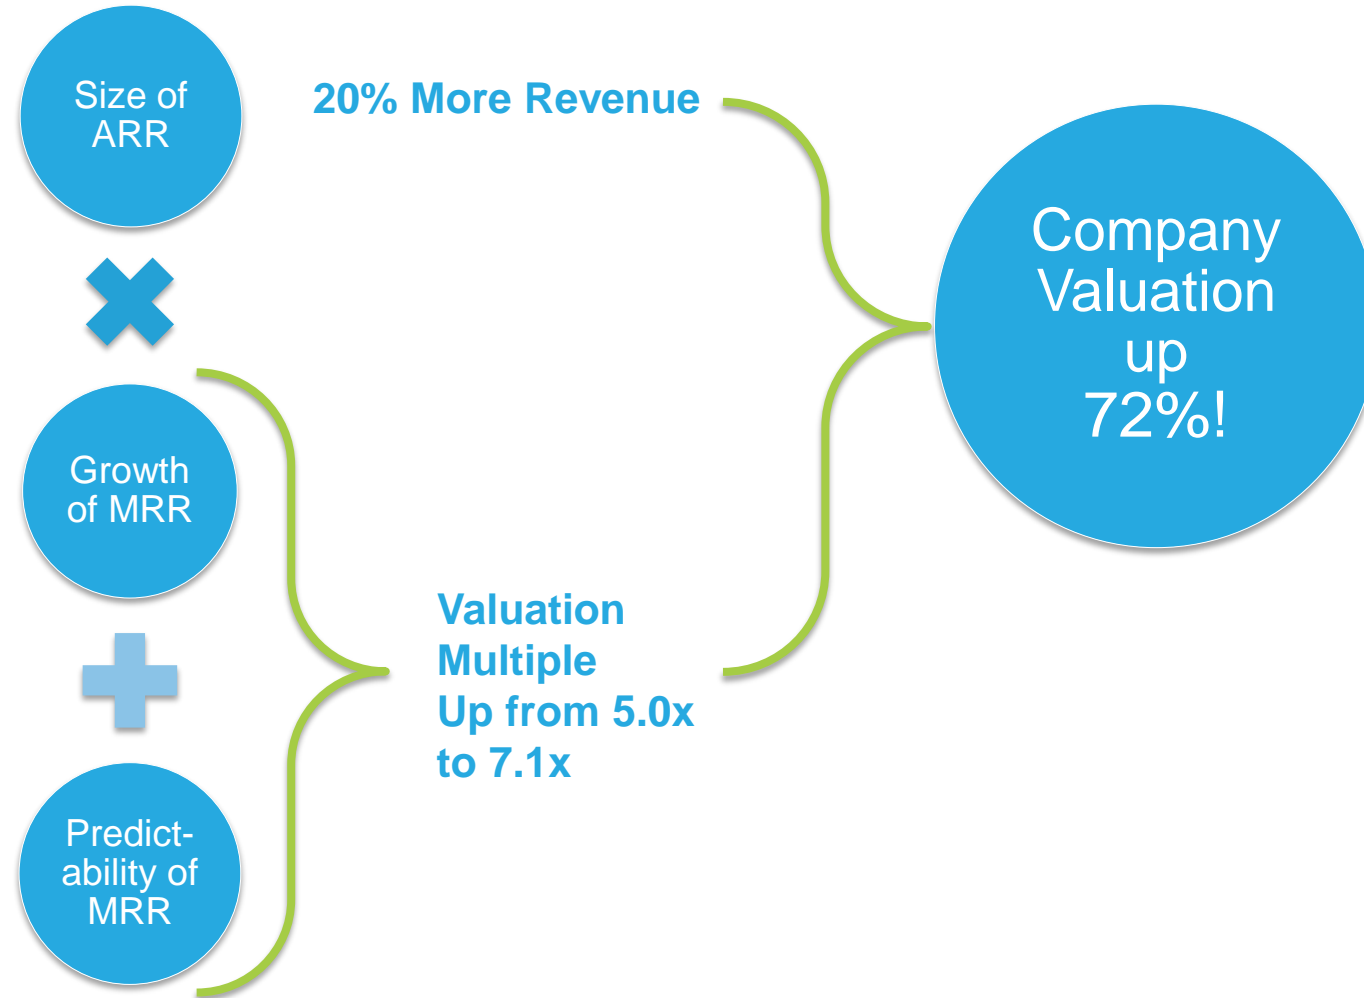 Size of
ARR
20% More Revenue
Growth
of MRR
Predict-
ability of
MRR
Valuation
Multiple
Up from 5.0x
to 7.1x
Company
Valuation
up
72%!